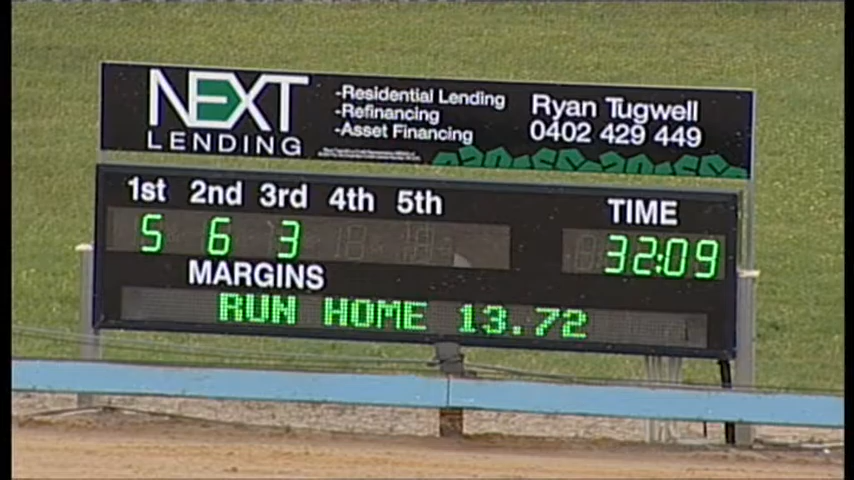 NEXT
LENDING
-Residential Lending
-Refinancing
-Asset Financing
Ryan Tugwell
0402 429 449
1st 2nd 3rd 4th 5th TIME
5 6 3 32:09
MARGINS
RUN HOME 13.72